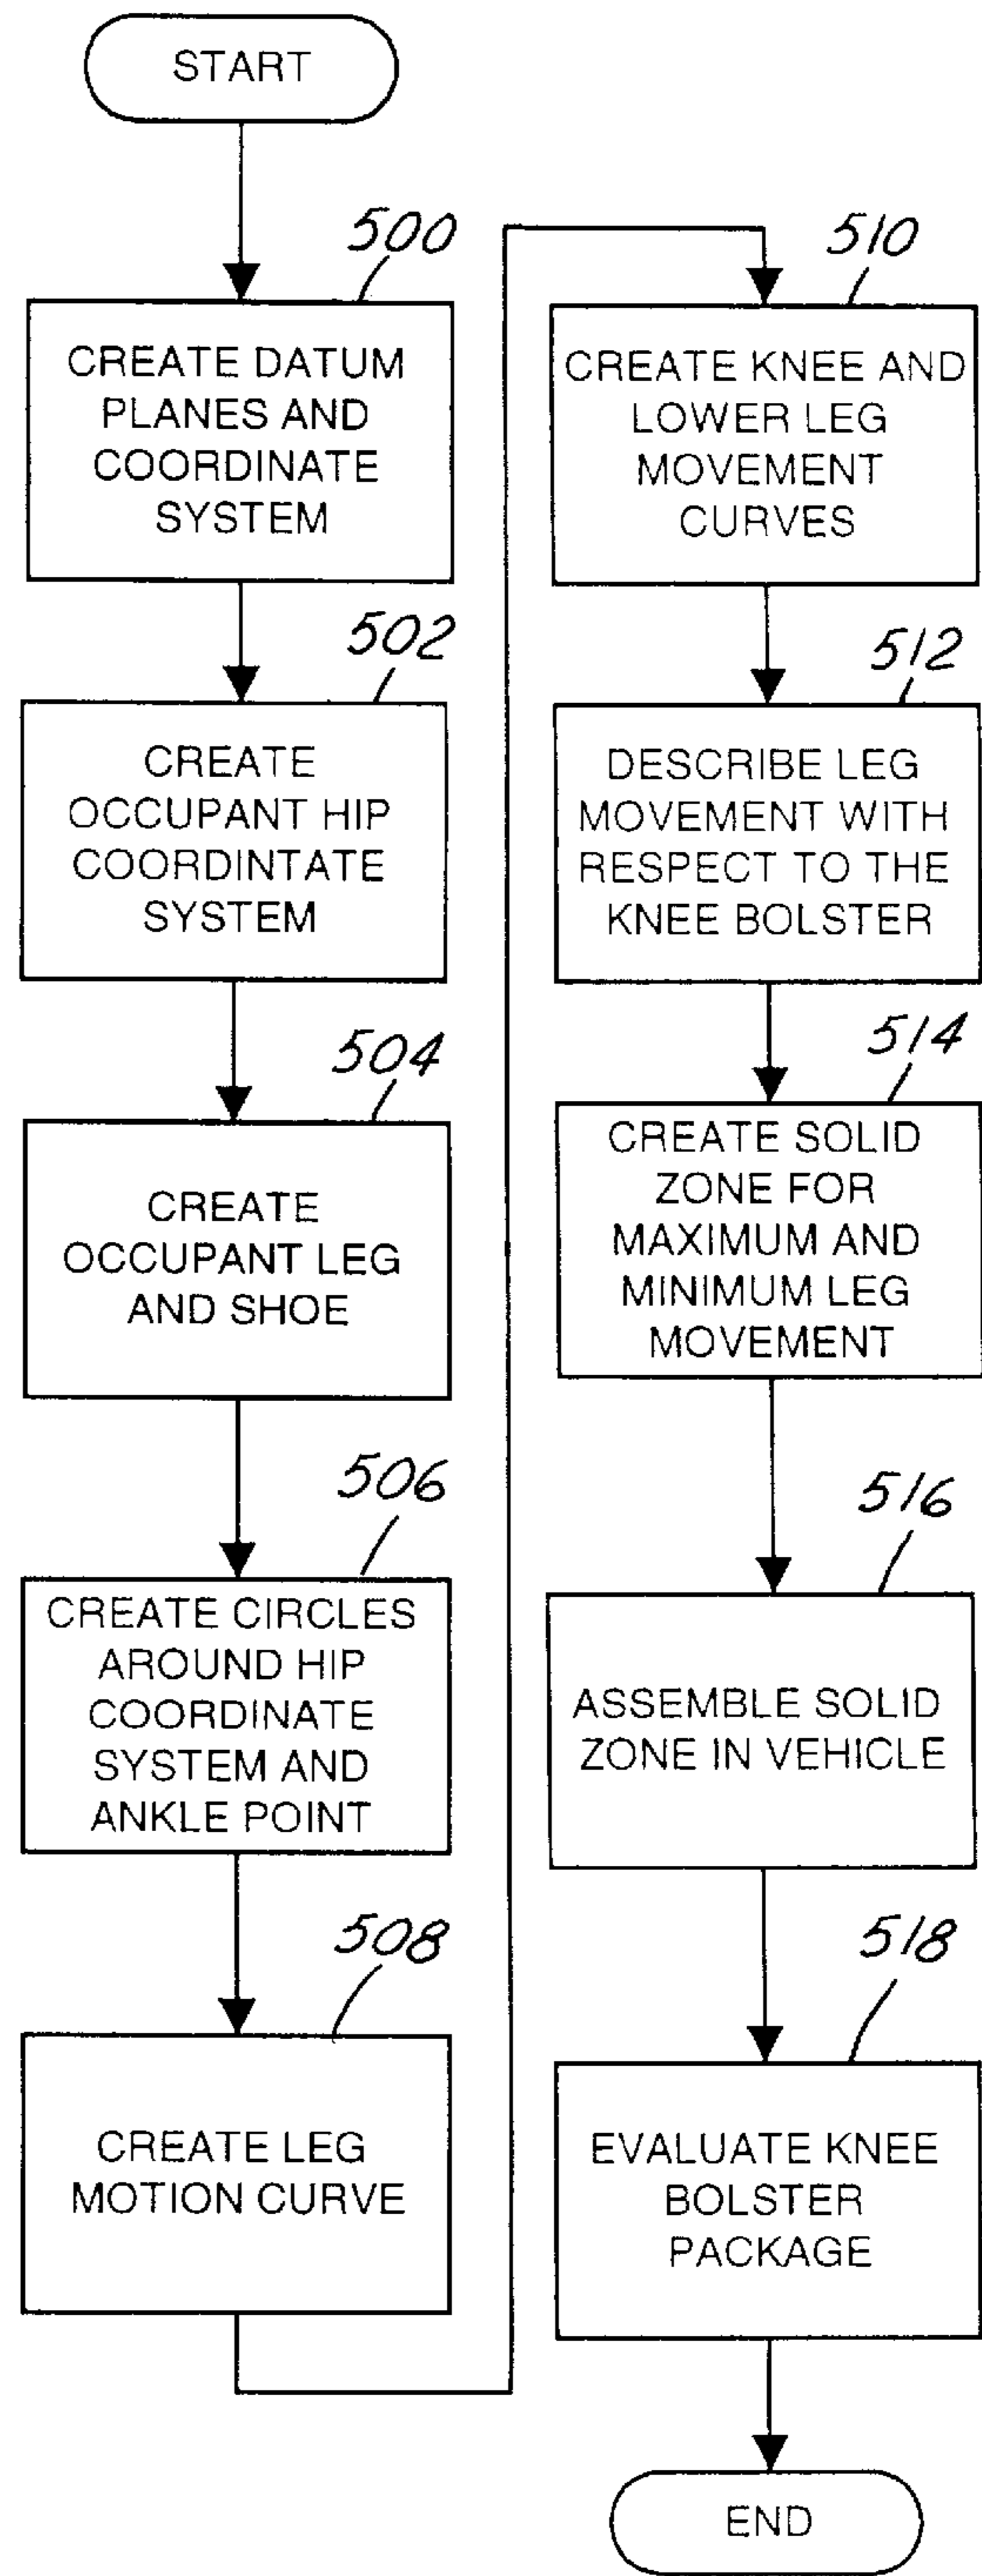 START
500
CREATE DATUM
PLANES AND
COORDINATE
SYSTEM
502
CREATE
OCCUPANT HIP
COORDINTATE
SYSTEM
504
CREATE
OCCUPANT LEG
AND SHOE
506
CREATE CIRCLES
AROUND HIP
COORDINATE
SYSTEM AND
ANKLE POINT
508
CREATE LEG
MOTION CURVE
510
CREATE KNEE AND
LOWER LEG
MOVEMENT
CURVES
512
DESCRIBE LEG
MOVEMENT WITH
RESPECT TO THE
KNEE BOLSTER
514
CREATE SOLID
ZONE FOR
MAXIMUM AND
MINIMUM LEG
MOVEMENT
516
ASSEMBLE SOLID
ZONE IN VEHICLE
518
EVALUATE KNEE
BOLSTER
PACKAGE
END